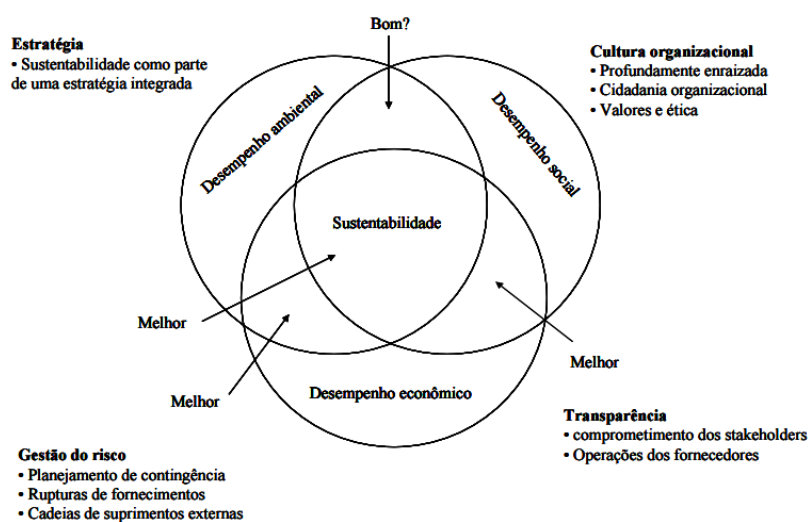 Bom?
Estratégia
• Sustentabilidade como parte
de uma estratégia integrada
Cultura organizacional
• Profundamente enraizada
• Cidadania organizacional
• Valores e ética
Desempenho ambiental
Desempenho social
Sustentabilidade
Melhor
Melhor
Melhor
Desempenho econômico
Gestão do risco
• Planejamento de contingência
• Rupturas de fornecimentos
• Cadeias de suprimentos externas
Transparência
• comprometimento dos stakeholders
• Operações dos fornecedores